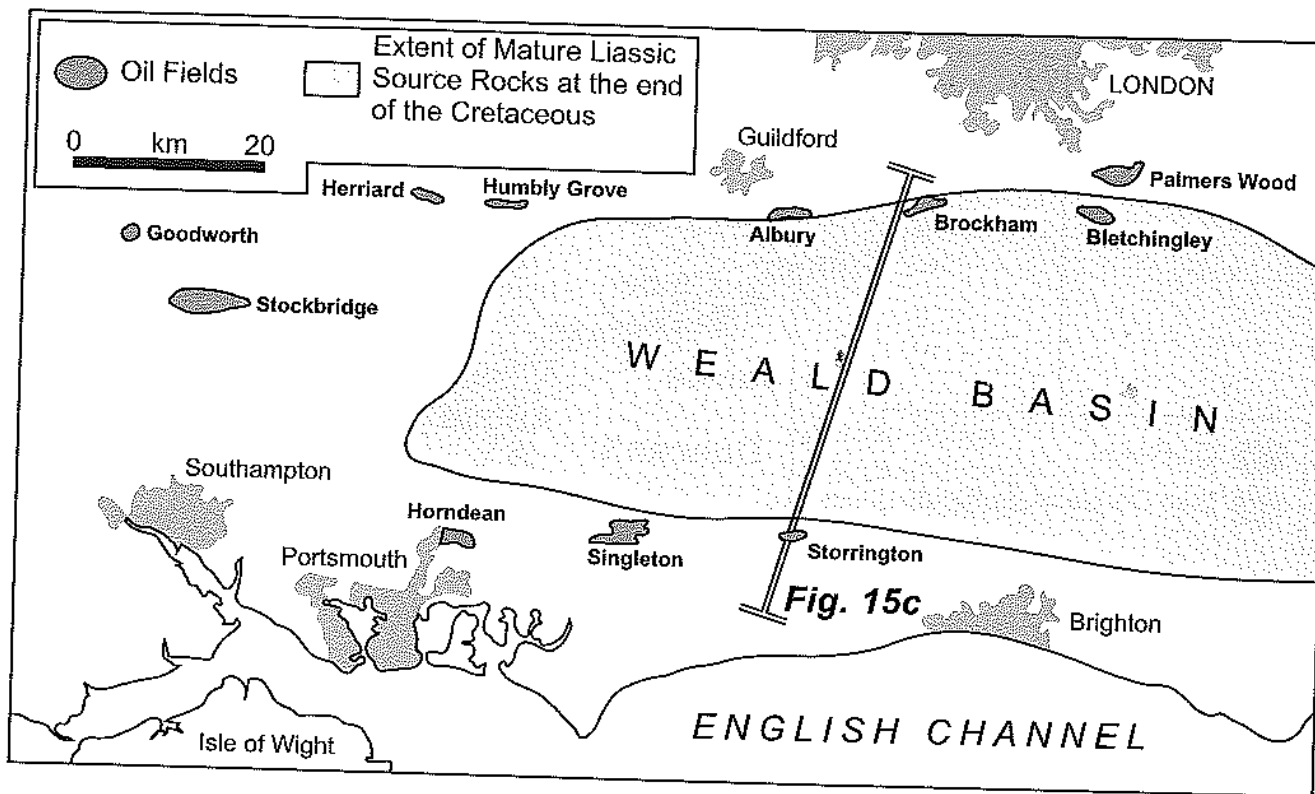 Oil Fields
Extent of Mature Liassic
Source Rocks at the end
of the Cretaceous
0 km 20
LONDON
Guildford
Herriard
Humbly Grove
Palmers Wood
Goodworth
Albury
Brockham
Bletchingley
Stockbridge
WEALD BASIN
Southampton
Horndean
Portsmouth
Singleton
Storrington
Fig. 15c
Brighton
Isle of Wight
ENGLISH CHANNEL